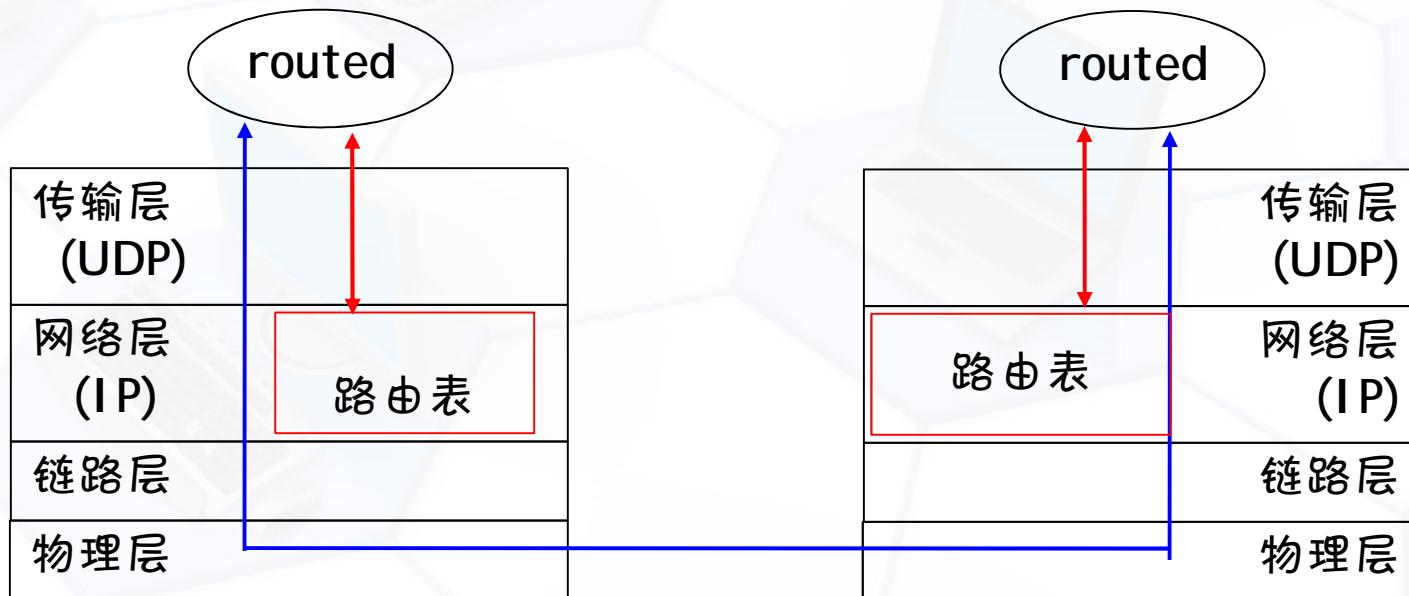 routed
routed
传输层
(UDP)
网络层
(IP)
路由表
链路层
物理层
传输层
(UDP)
路由表
网络层
(IP)
链路层
物理层